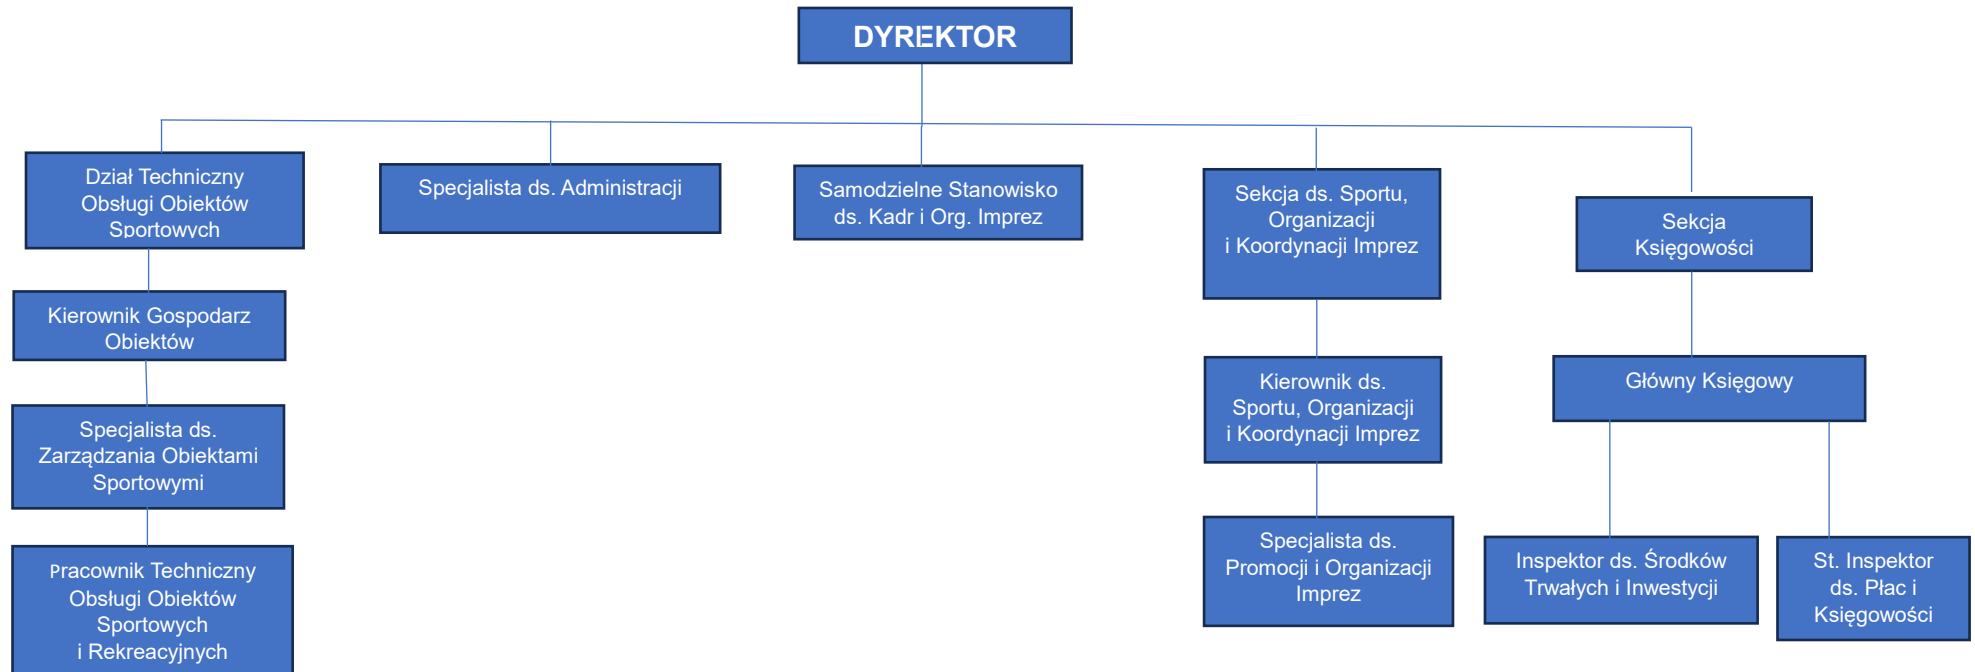 DYREKTOR
Dział Techniczny
Obsługi Obiektów
Sportowych
Specjalista ds. Administracji
Samodzielne Stanowisko
ds. Kadr i Org. Imprez
Sekcja ds. Sportu,
Organizacji
i Koordynacji Imprez
Sekcja
Księgowości
Kierownik Gospodarz
Obiektów
Kierownik ds.
Sportu, Organizacji
i Koordynacji Imprez
Główny Księgowy
Specjalista ds.
Zarządzania Obiektami
Sportowymi
Specjalista ds.
Promocji i Organizacji
Imprez
Inspektor ds. Środków
Trwałych i Inwestycji
St. Inspektor
ds. Płac i
Księgowości
Pracownik Techniczny
Obsługi Obiektów
Sportowych
i Rekreacyjnych